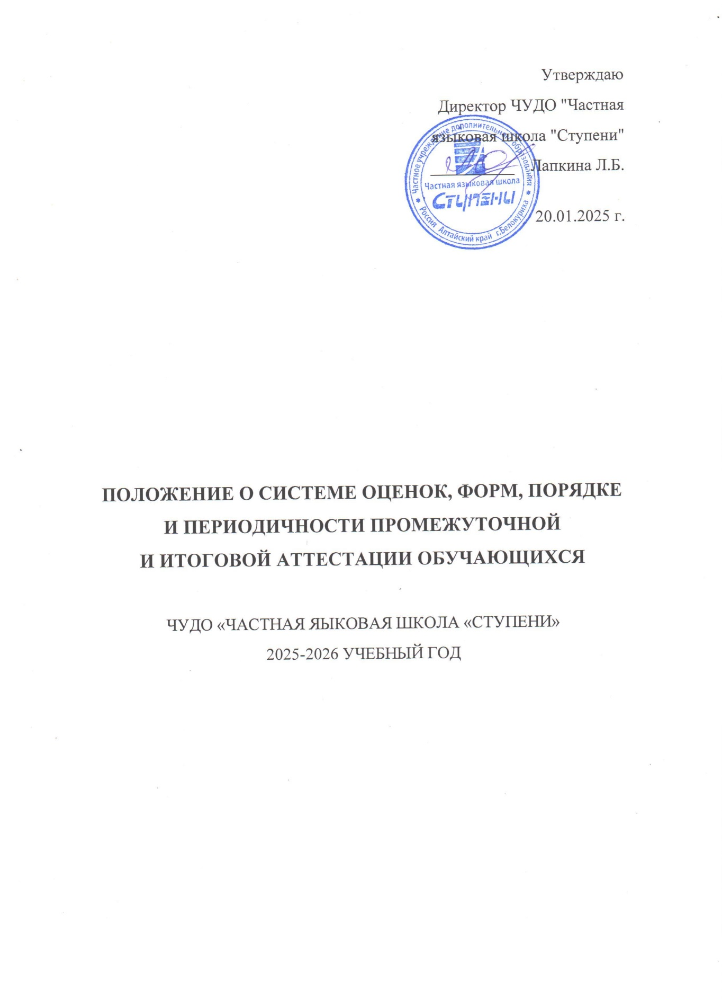 Утверждаю
Директор ЧУДО "Частная
языковая школа "Ступени"
Лапкина Л.Б.
20.01.2025 г.
Частное учреждение дополнительного образования
Частная языковая школа
Ступени
Россия Алтайский край г.Белокуриха
ПОЛОЖЕНИЕ О СИСТЕМЕ ОЦЕНОК, ФОРМ, ПОРЯДКЕ
И ПЕРИОДИЧНОСТИ ПРОМЕЖУТОЧНОЙ
И ИТОГОВОЙ АТТЕСТАЦИИ ОБУЧАЮЩИХСЯ
ЧУДО «ЧАСТНАЯ ЯЫКОВАЯ ШКОЛА «СТУПЕНИ»
2025-2026 УЧЕБНЫЙ ГОД